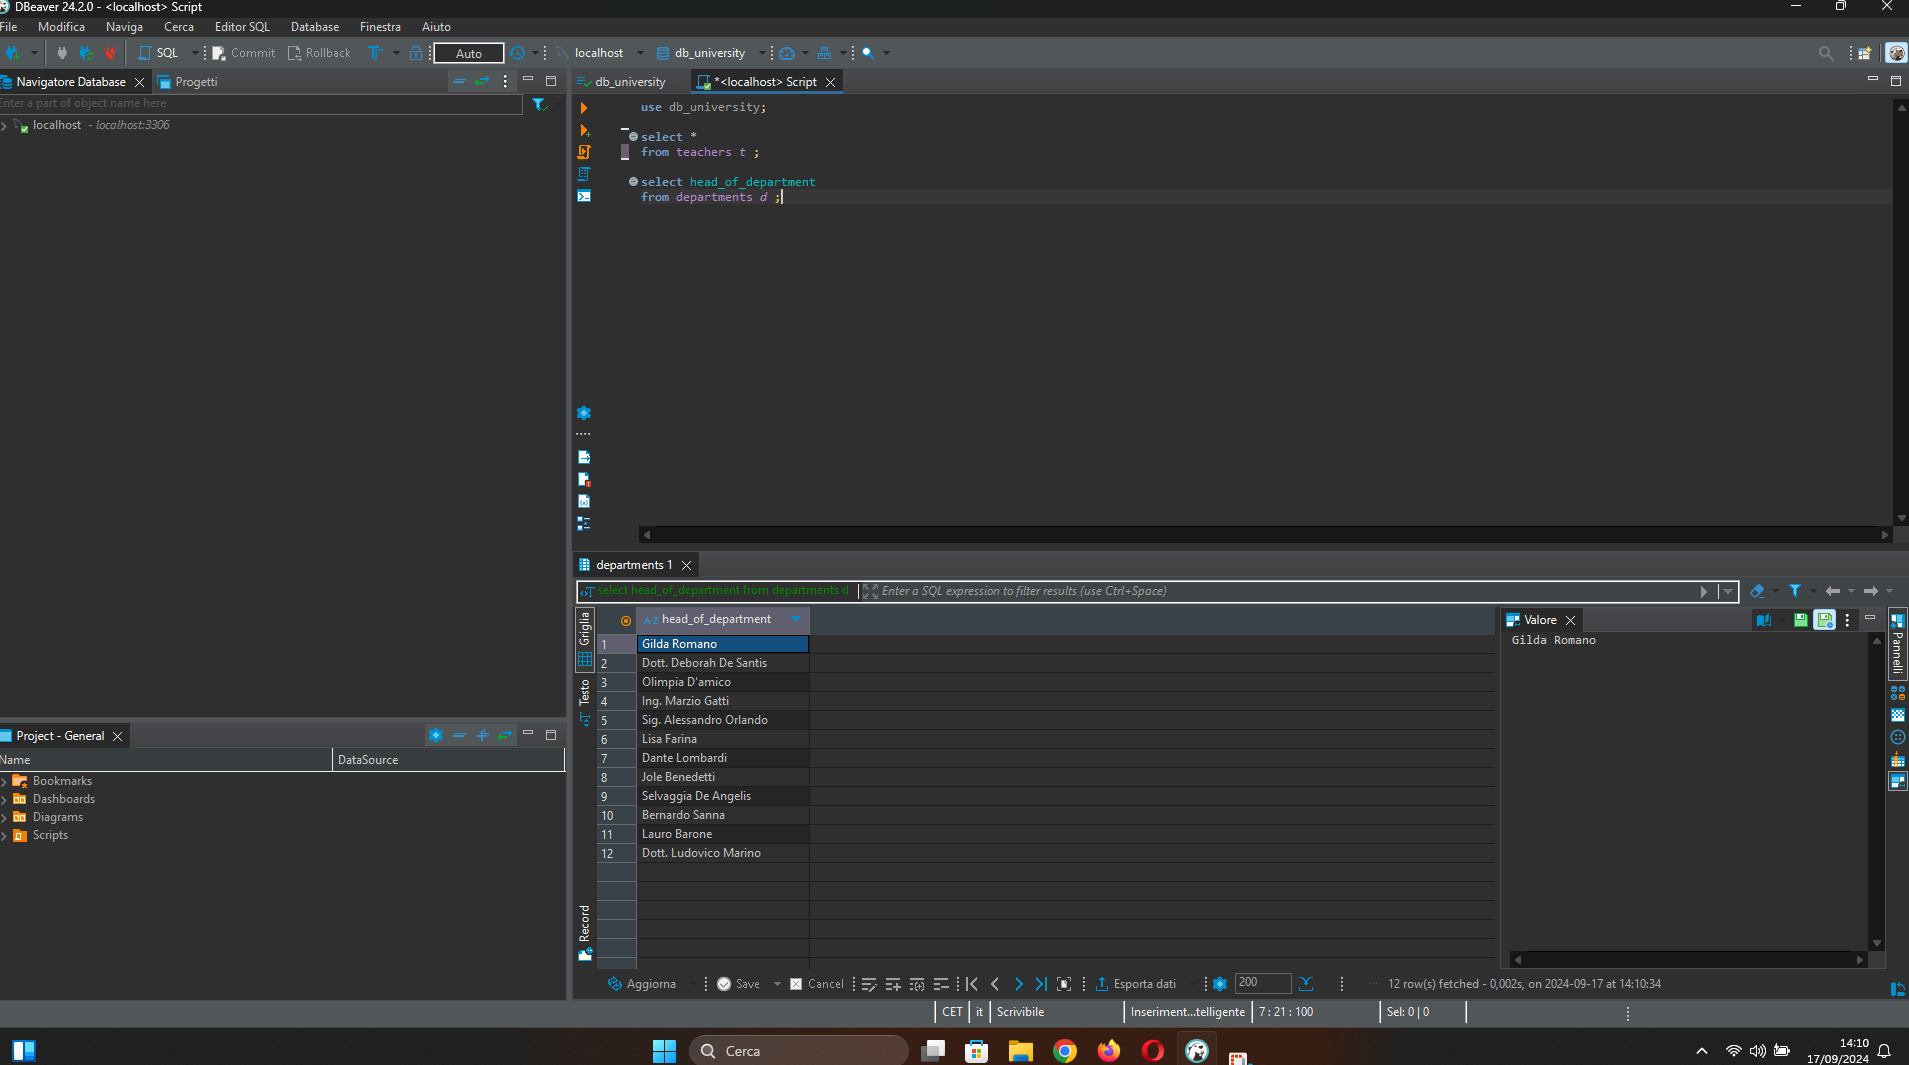 DBeaver 24.2.0 - <localhost> Script
File Modifica Naviga Cerca Editor SQL Database Finestra Aiuto
SQL Commit Rollback Auto localhost db_university
Navigatore Database Progetti
Enter a part of object name here
localhost - localhost:3306
db_university *<localhost> Script
use db_university;
select *
from teachers t ;
select head_of_department
from departments d ;
departments 1
select head_of_department from departments d Enter a SQL expression to filter results (use Ctrl+Space)
Griglia
Testo
Record
A-Z head_of_department
1 Gilda Romano
2 Dott. Deborah De Santis
3 Olimpia D'amico
4 Ing. Marzio Gatti
5 Sig. Alessandro Orlando
6 Lisa Farina
7 Dante Lombardi
8 Jole Benedetti
9 Selvaggia De Angelis
10 Bernardo Sanna
11 Lauro Barone
12 Dott. Ludovico Marino
Valore
Gilda Romano
Pannelli
Project - General
Name DataSource
Bookmarks
Dashboards
Diagrams
Scripts
Aggiorna Save Cancel Esporta dati 200 12 row(s) fetched - 0,002s, on 2024-09-17 at 14:10:34
CET it Scrivibile Inseriment...telligente 7 : 21 : 100 Sel: 0 | 0
Cerca
14:10
17/09/2024